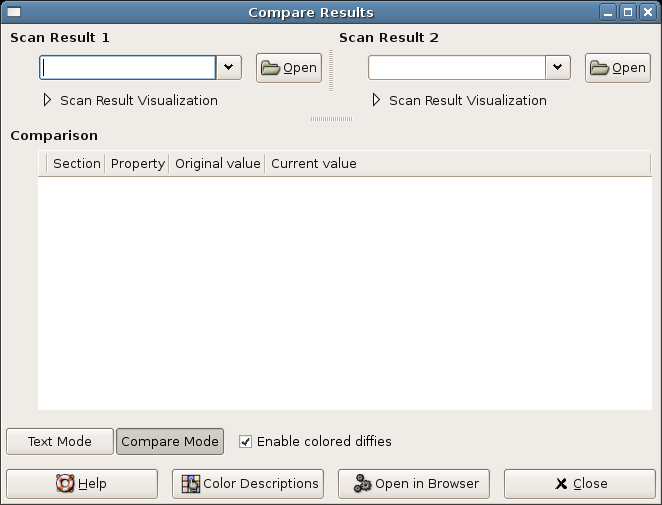 Compare Results
Scan Result 1
Scan Result 2
Open
Open
Scan Result Visualization
Scan Result Visualization
Comparison
Section Property Original value Current value
Text Mode
Compare Mode
Enable colored diffies
Help
Color Descriptions
Open in Browser
Close